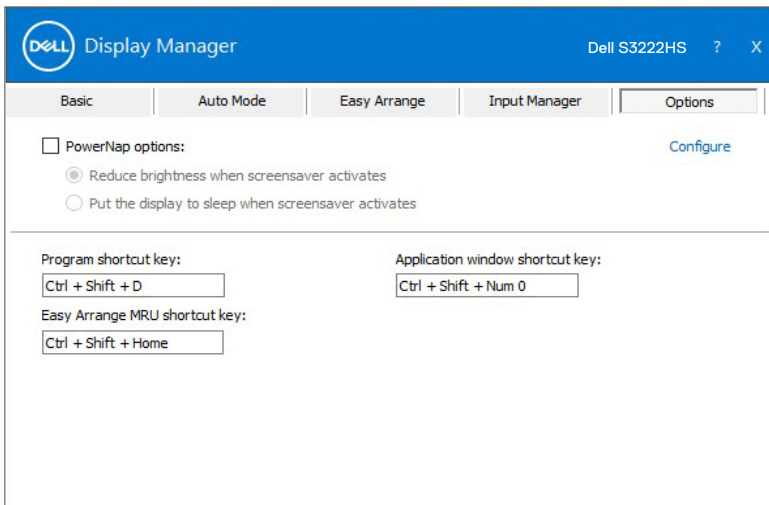 DELL Display Manager
Dell S3222HS ? X
Basic Auto Mode Easy Arrange Input Manager Options
PowerNap options: Configure
Reduce brightness when screensaver activates
Put the display to sleep when screensaver activates
Program shortcut key: Application window shortcut key:
Ctrl + Shift + D Ctrl + Shift + Num 0
Easy Arrange MRU shortcut key:
Ctrl + Shift + Home